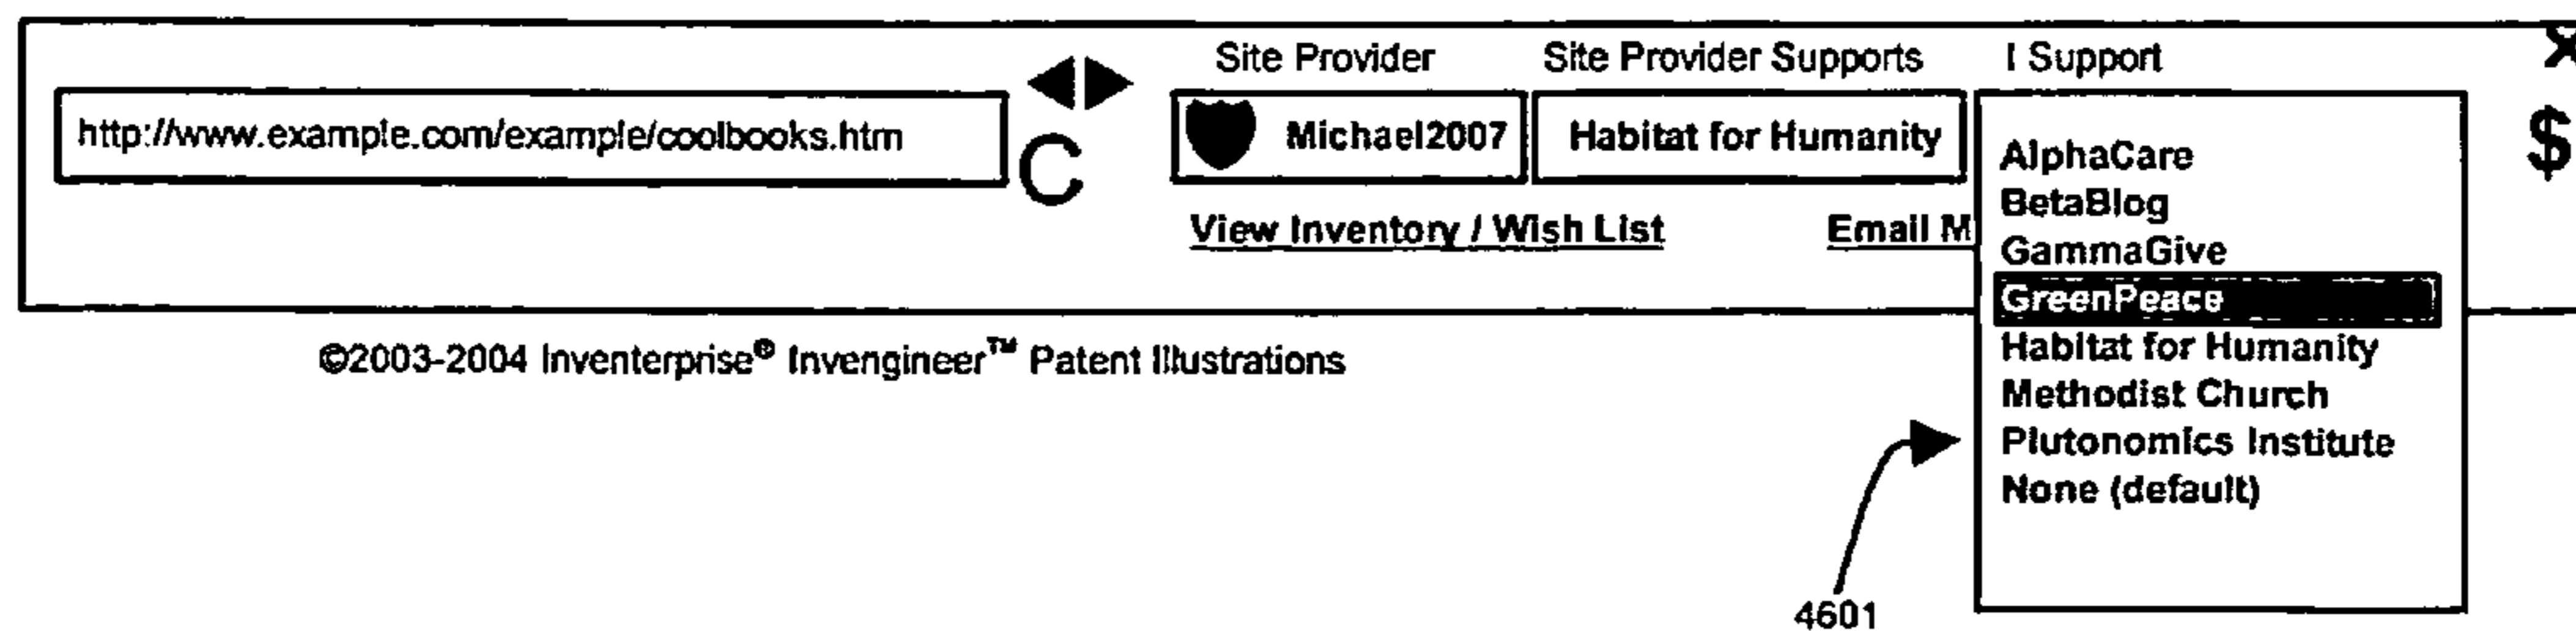 Site Provider Site Provider Supports I Support X
http://www.example.com/example/coolbooks.htm C Michael2007 Habitat for Humanity $
View Inventory / Wish List Email M
AlphaCare
BetaBlog
GammaGive
GreenPeace
Habitat for Humanity
Methodist Church
Plutonomics Institute
None (default)
©2003-2004 Inventerprise® Invengineer™ Patent Illustrations
4601